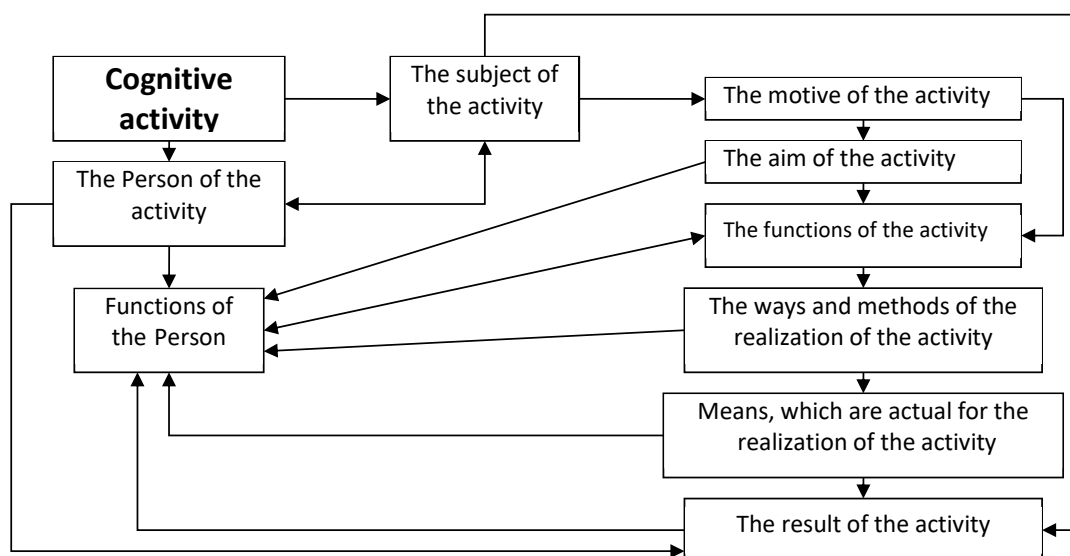 Cognitive
activity
The subject of
the activity
The motive of the activity
The aim of the activity
The Person of the
activity
The functions of the activity
Functions of
the Person
The ways and methods of the
realization of the activity
Means, which are actual for the
realization of the activity
The result of the activity